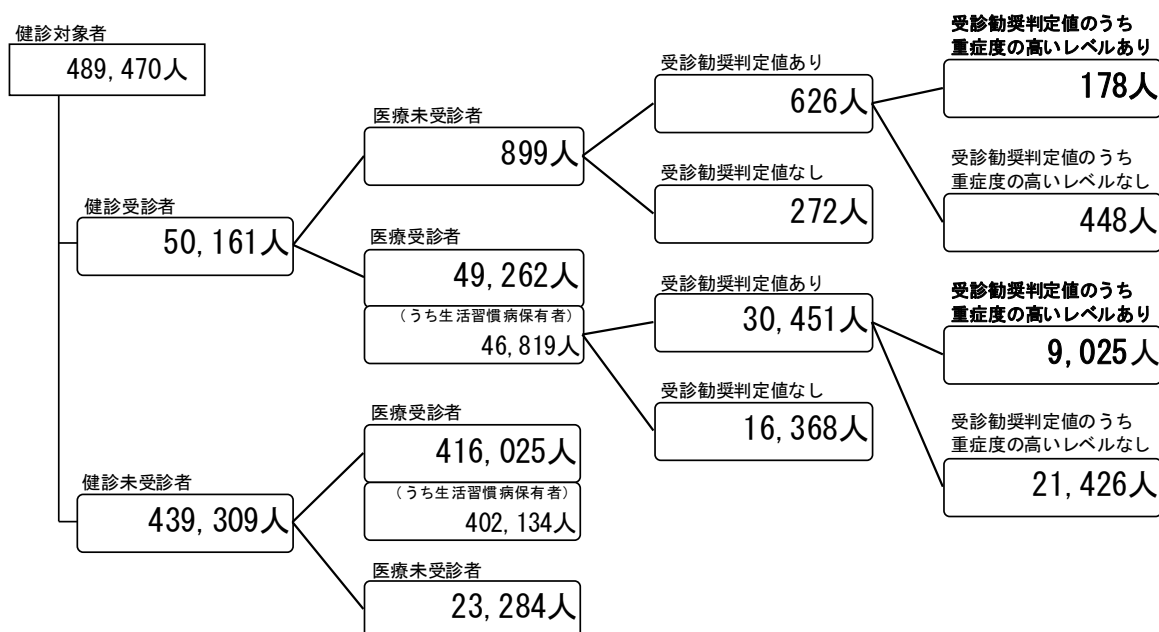 健診対象者
489,470人
健診受診者
50,161人
医療未受診者
899人
受診勧奨判定値あり
626人
受診勧奨判定値のうち
重症度の高いレベルあり
178人
受診勧奨判定値のうち
重症度の高いレベルなし
448人
受診勧奨判定値なし
272人
医療受診者
49,262人
(うち生活習慣病保有者)
46,819人
受診勧奨判定値あり
30,451人
受診勧奨判定値のうち
重症度の高いレベルあり
9,025人
受診勧奨判定値のうち
重症度の高いレベルなし
21,426人
受診勧奨判定値なし
16,368人
健診未受診者
439,309人
医療受診者
416,025人
(うち生活習慣病保有者)
402,134人
医療未受診者
23,284人